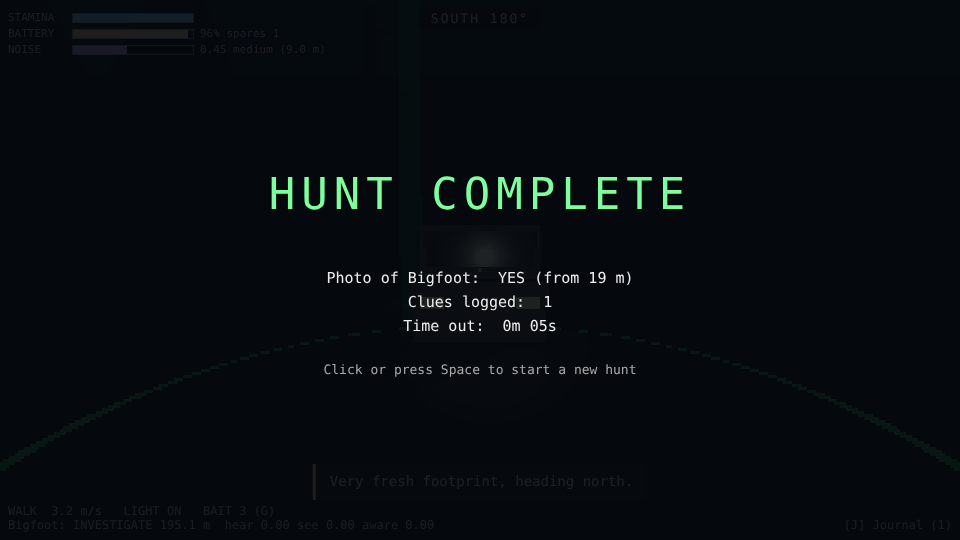 STAMINA
SOUTH 180°
BATTERY 96% spares 1
NOISE 0.45 medium (9.0 m)
HUNT COMPLETE
Photo of Bigfoot: YES (from 19 m)
Clues logged: 1
Time out: 0m 05s
Click or press Space to start a new hunt
Very fresh footprint, heading north.
WALK 3.2 m/s LIGHT ON BAIT 3 (G)
Bigfoot: INVESTIGATE 195.1 m hear 0.00 see 0.00 aware 0.00
[J] Journal (1)